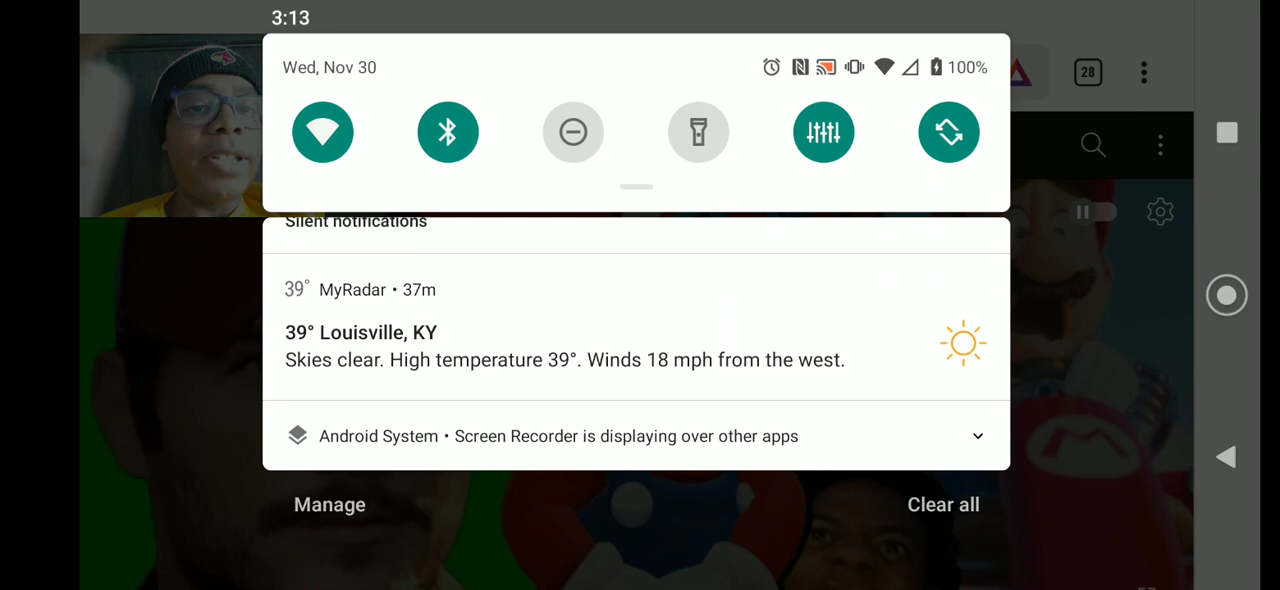 3:13
Wed, Nov 30
100%
28
Silent notifications
39° MyRadar • 37m
39° Louisville, KY
Skies clear. High temperature 39°. Winds 18 mph from the west.
Android System • Screen Recorder is displaying over other apps
Manage
Clear all